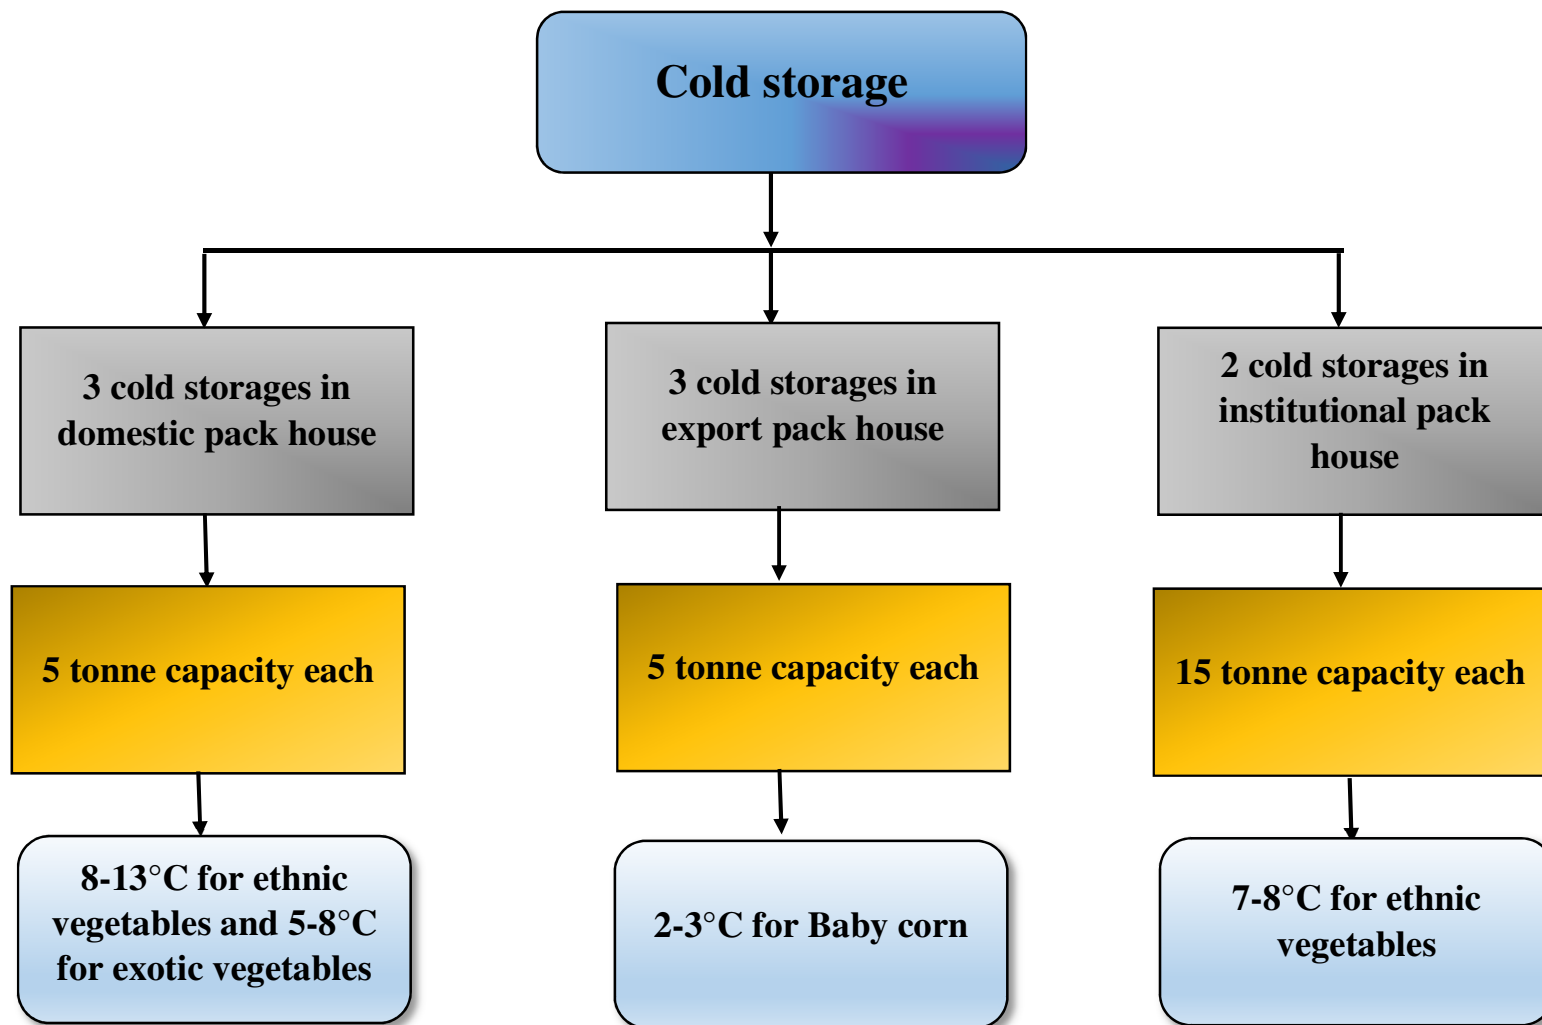 Cold storage
3 cold storages in
domestic pack house
3 cold storages in
export pack house
2 cold storages in
institutional pack
house
5 tonne capacity each
5 tonne capacity each
15 tonne capacity each
8-13°C for ethnic
vegetables and 5-8°C
for exotic vegetables
2-3°C for Baby corn
7-8°C for ethnic
vegetables